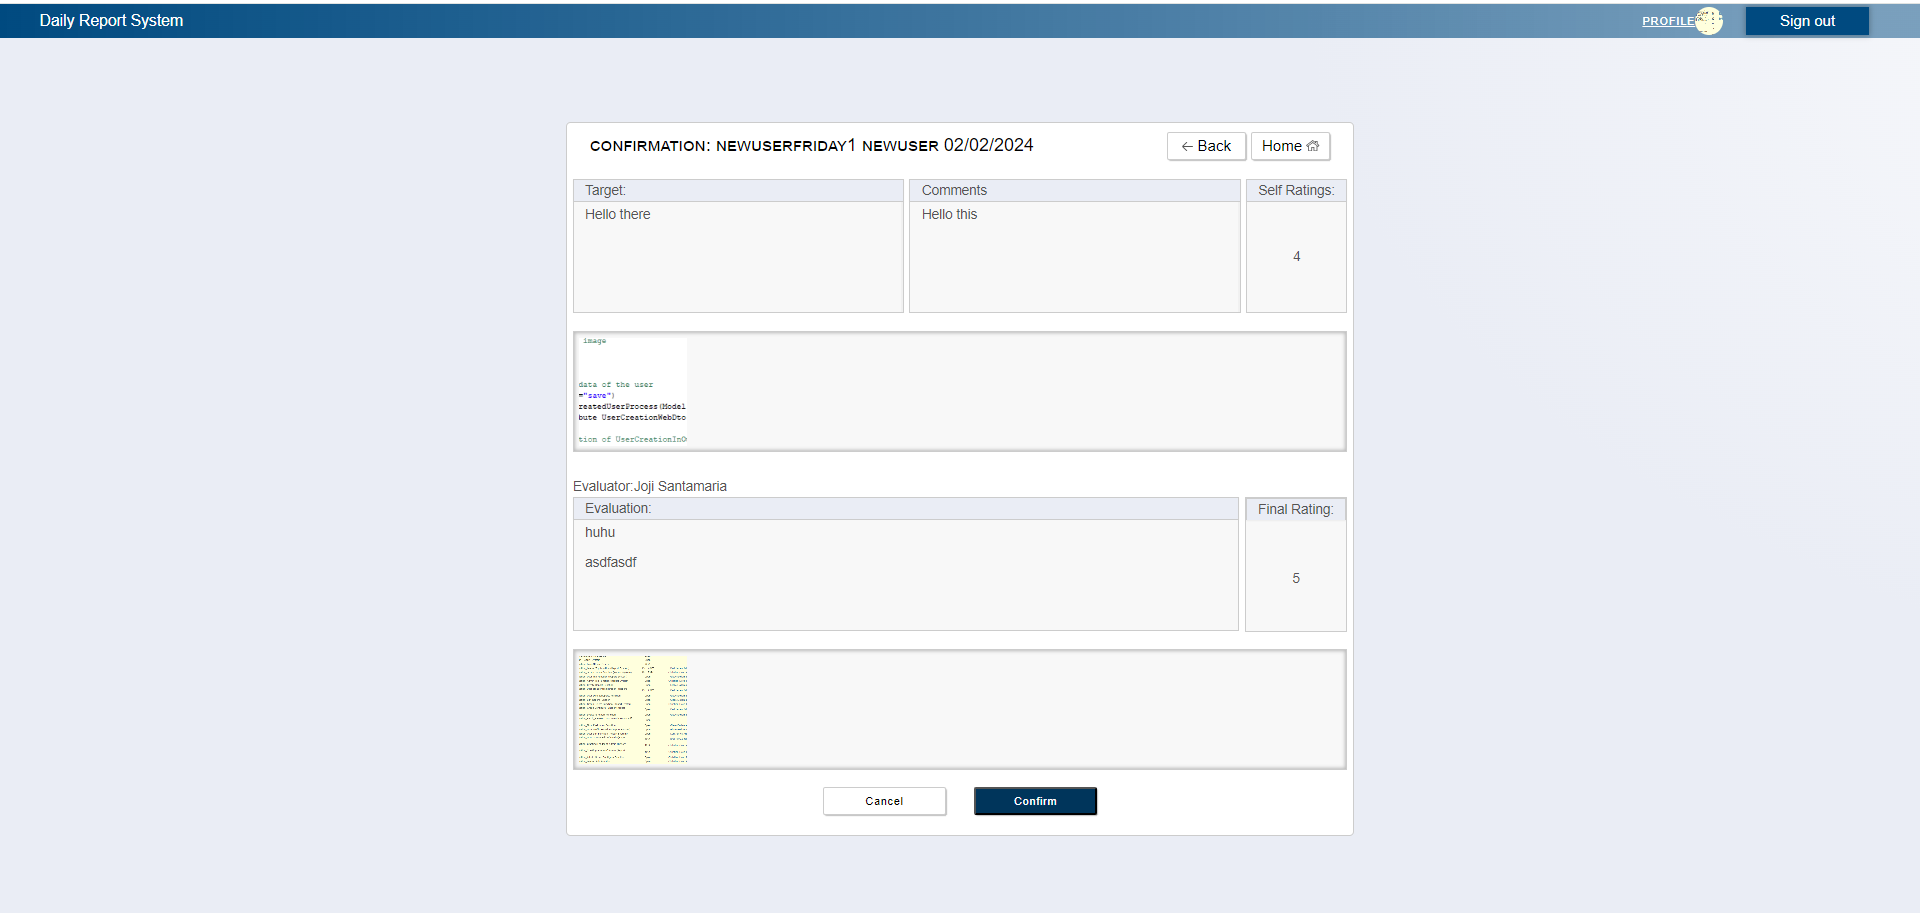 Daily Report System
PROFILE
Sign out
CONFIRMATION: NEWUSERFRIDAY1 NEWUSER 02/02/2024
Back
Home
Target:
Comments
Self Ratings:
Hello there
Hello this
4
image
data of the user
="save")
reatedUserProcess(Model
bute UserCreationWebDto
tion of UserCreationInO
Evaluator:Joji Santamaria
Evaluation:
Final Rating:
huhu
asdfasdf
5
Cancel
Confirm